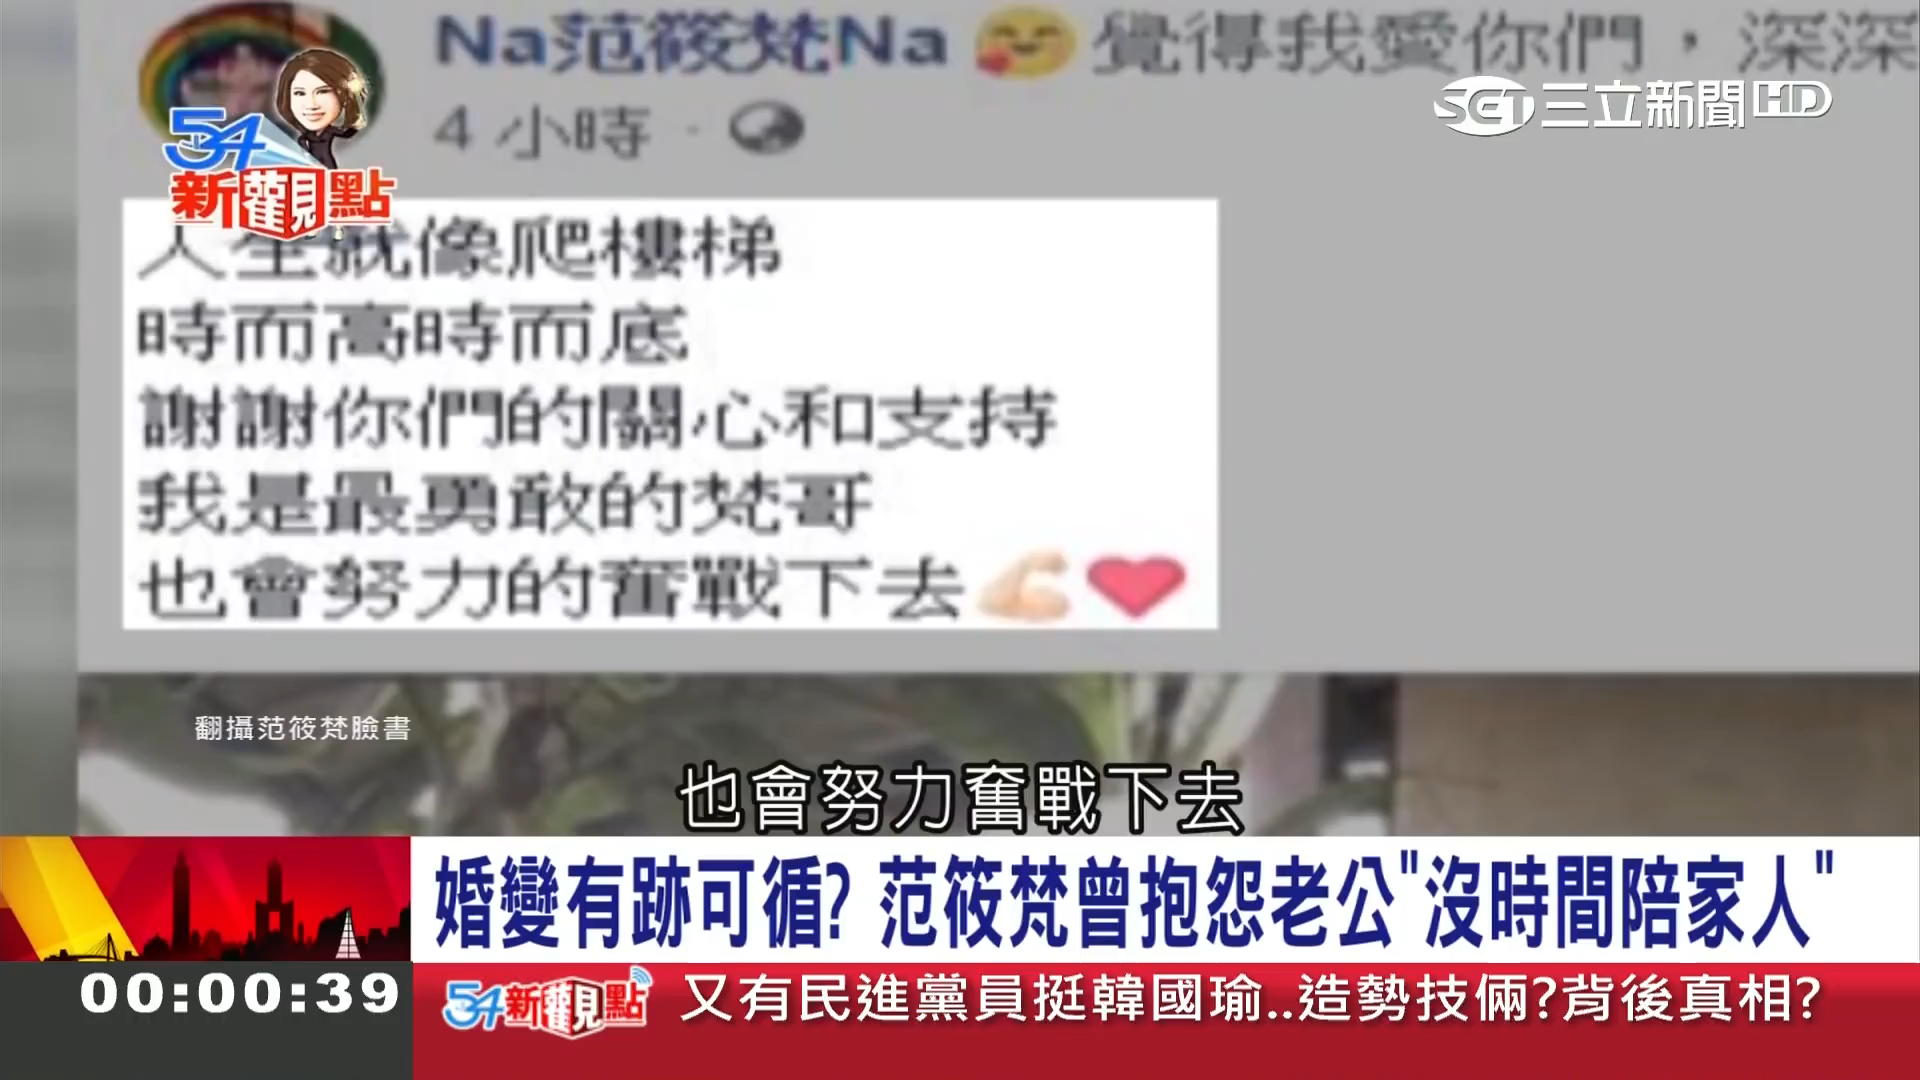 Na范筱梵Na 覺得我愛你們，深深
4 小時 ·
SET三立新聞HD
54
新觀點
人生就像爬樓梯
時而高時而底
謝謝你們的關心和支持
我是最勇敢的梵哥
也會努力的奮戰下去
翻攝范筱梵臉書
也會努力奮戰下去
婚變有跡可循? 范筱梵曾抱怨老公"沒時間陪家人"
00:00:39
54新觀點 又有民進黨員挺韓國瑜..造勢技倆?背後真相?